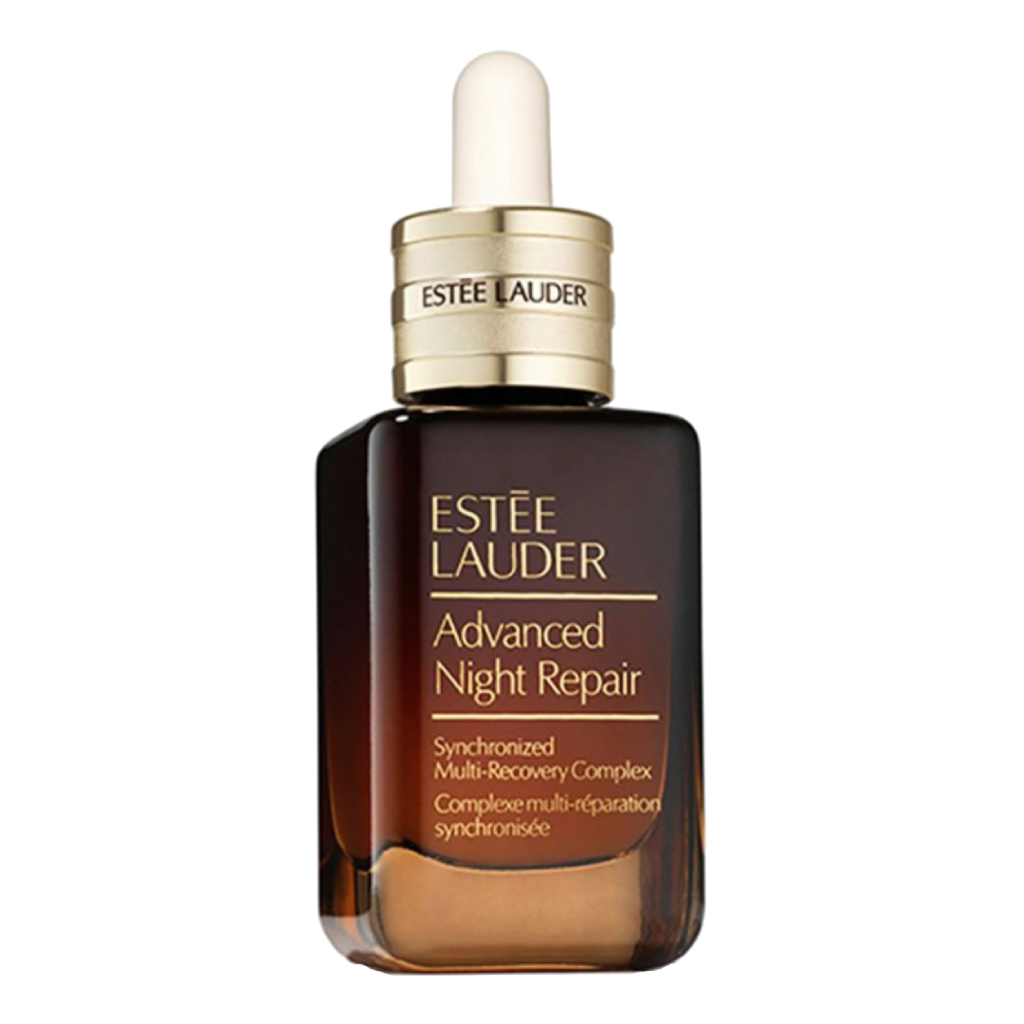 ESTĒE LAUDER
ESTĒE
LAUDER
Advanced
Night Repair
Synchronized
Multi-Recovery Complex
Complexe multi-réparation
synchronisée